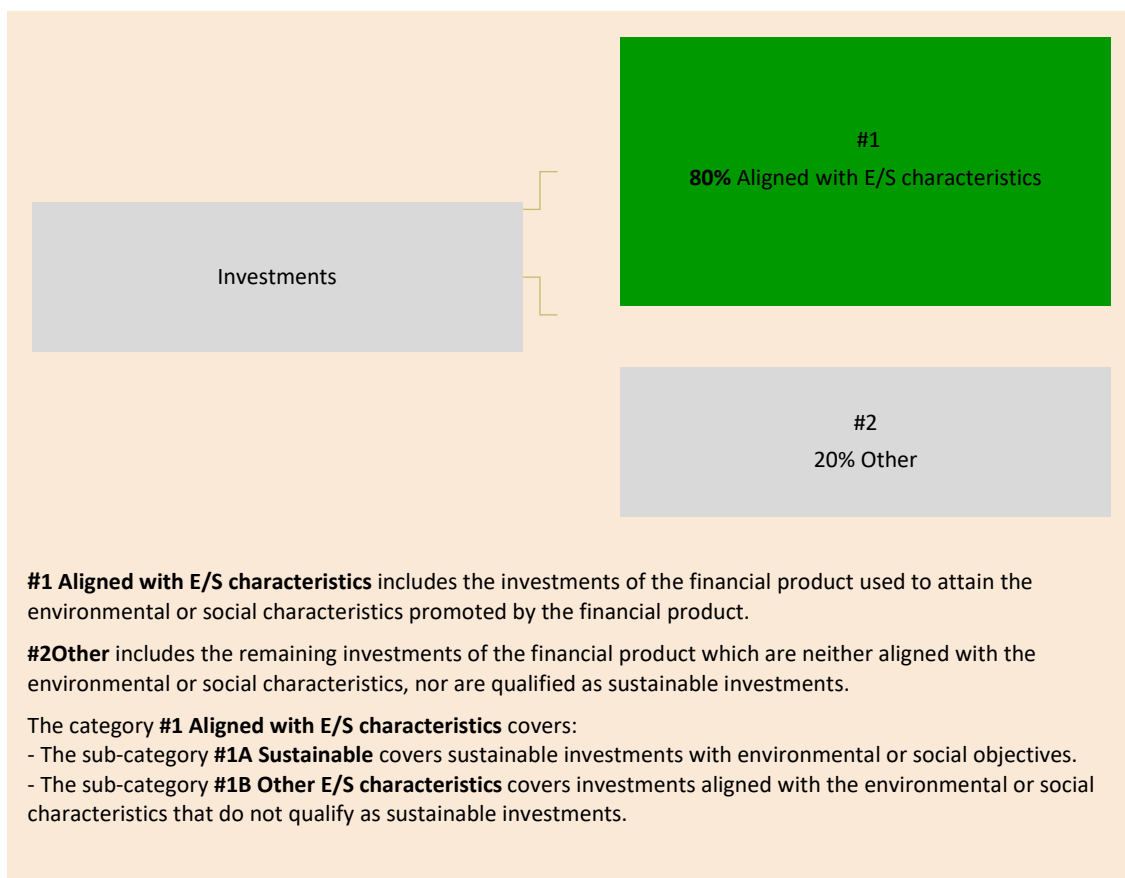 #1
80% Aligned with E/S characteristics
Investments
#2
20% Other
#1 Aligned with E/S characteristics includes the investments of the financial product used to attain the
environmental or social characteristics promoted by the financial product.
#2Other includes the remaining investments of the financial product which are neither aligned with the
environmental or social characteristics, nor are qualified as sustainable investments.
The category #1 Aligned with E/S characteristics covers:
- The sub-category #1A Sustainable covers sustainable investments with environmental or social objectives.
- The sub-category #1B Other E/S characteristics covers investments aligned with the environmental or social
characteristics that do not qualify as sustainable investments.